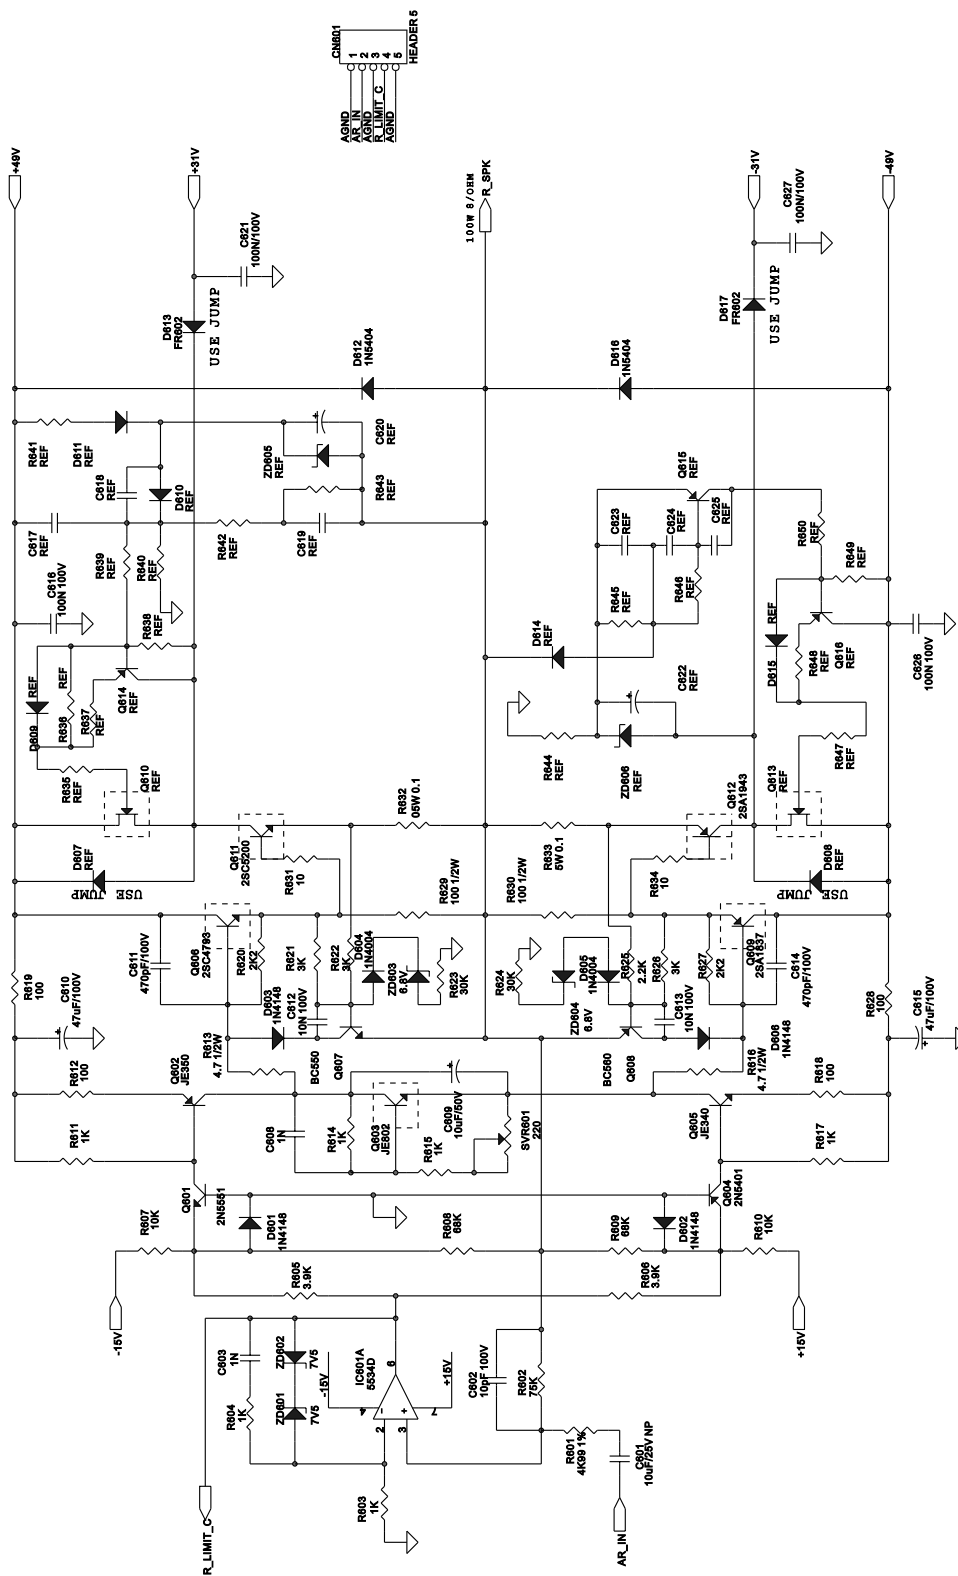 CN601
1
2
3
4
5
HEADER 5
AGND
AR_IN
AGND
R_LIMIT_C
AGND
+49V
+31V
-31V
-49V
100W 8/OHM
R_SPK
C621
100N/100V
C627
100N/100V
D613
FR602
USE JUMP
D617
FR602
USE JUMP
D612
1N5404
D616
1N5404
R641
REF
D611
REF
C618
REF
D610
REF
ZD605
REF
C620
REF
R643
REF
C617
REF
R639
REF
R640
REF
R642
REF
C619
REF
C616
100N 100V
R638
REF
REF
D609
REF
R636
R637
REF
Q614
REF
R635
REF
Q610
REF
Q615
REF
C623
REF
C624
REF
C625
REF
R645
REF
R646
REF
R650
REF
R649
REF
D614
REF
C622
REF
R644
REF
ZD606
REF
REF
D615
R648
REF
Q616
REF
R647
REF
C626
100N 100V
Q613
REF
Q612
2SA1943
D607
REF
USE
JUMP
Q611
2SC5200
R631
10
R632
05W 0.1
R633
5W 0.1
R634
10
D608
REF
USE
JUMP
R629
100 1/2W
R630
100 1/2W
R619
100
C610
47uF/100V
C611
470pF/100V
Q606
2SC4793
R620
2K2
R621
3K
R622
3K
D604
1N4004
ZD603
6.8V
R623
30K
R624
30K
D605
1N4004
ZD604
6.8V
R625
2.2K
R626
3K
R627
2K2
Q609
2SA1837
C614
470pF/100V
R628
100
C615
47uF/100V
D603
1N4148
C612
10N 100V
BC550
Q607
BC560
Q608
C613
10N 100V
D606
1N4148
R612
100
Q602
JE350
R613
4.7 1/2W
R611
1K
C608
1N
R614
1K
Q603
JE802
R615
1K
C609
10uF/50V
SVR601
220
Q605
JE340
R616
4.7 1/2W
R618
100
R617
1K
Q601
2N5551
Q604
2N5401
R607
10K
D601
1N4148
R608
68K
R609
68K
D602
1N4148
R610
10K
-15V
+15V
R605
3.9K
R606
3.9K
C603
1N
R604
1K
ZD602
7V5
ZD601
7V5
-15V
IC601A
5534D
+15V
2
3
4
6
7
R603
1K
C602
10pF 100V
R602
75K
R601
4K99 1%
C601
10uF/25V NP
R_LIMIT_C
AR_IN